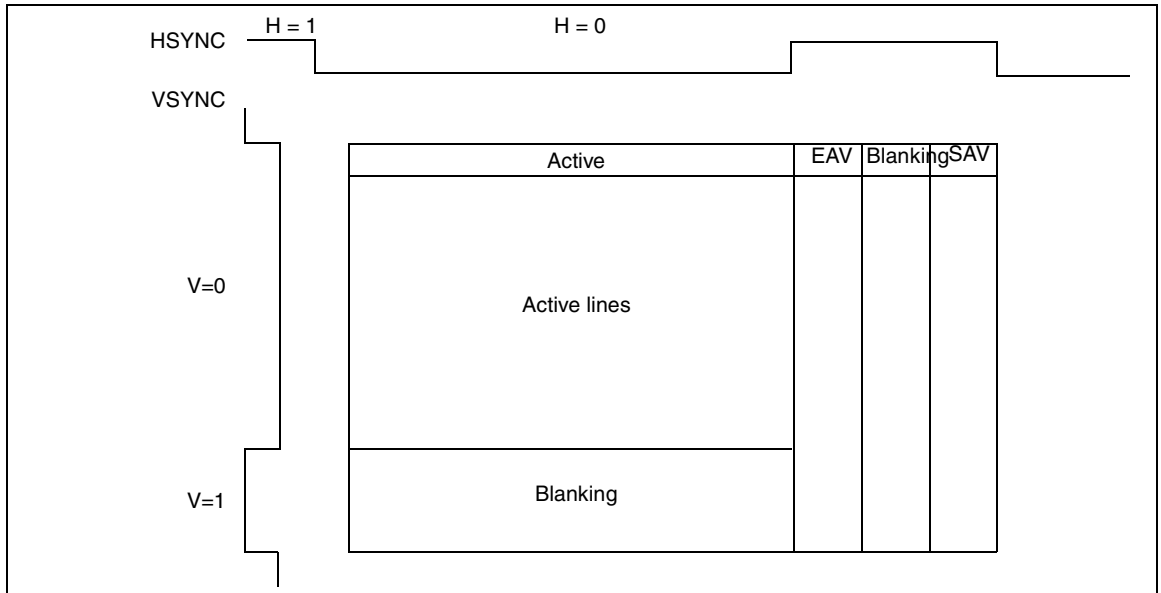 H = 1 H = 0
HSYNC
VSYNC
Active EAV Blanking SAV
V=0
Active lines
Blanking
V=1